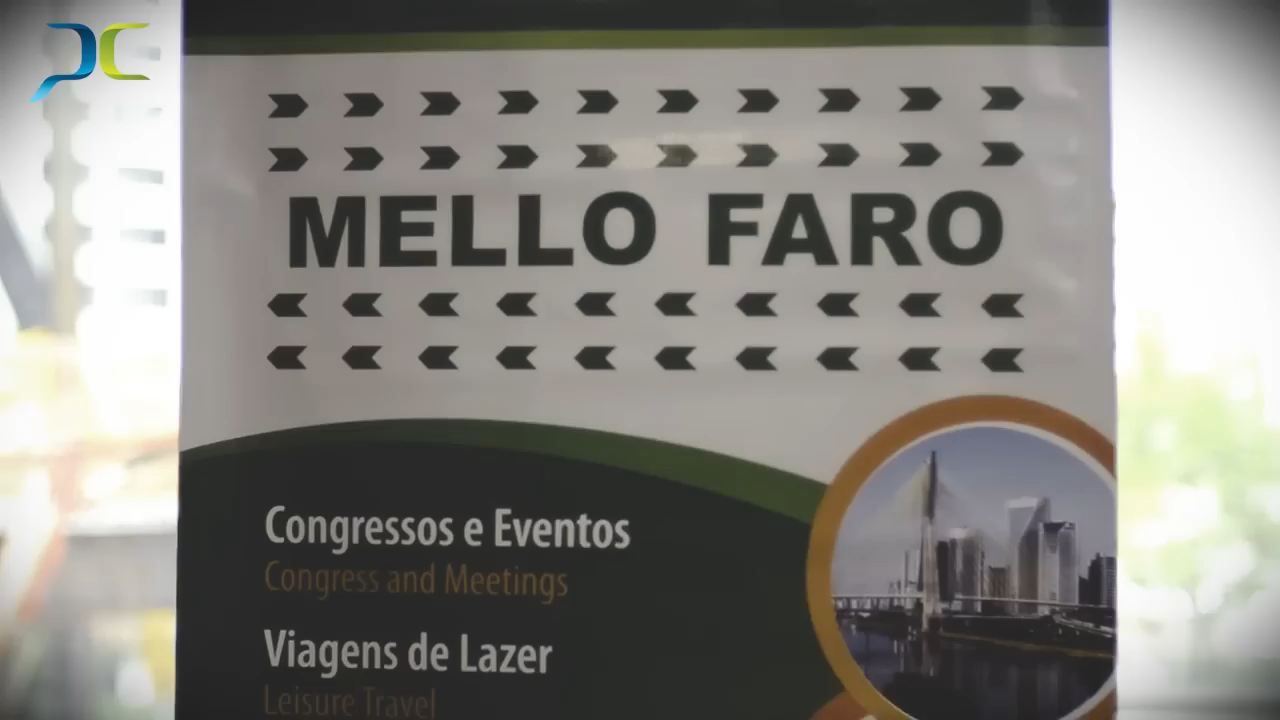 MELLO FARO
Congressos e Eventos
Congress and Meetings
Viagens de Lazer
Leisure Travel